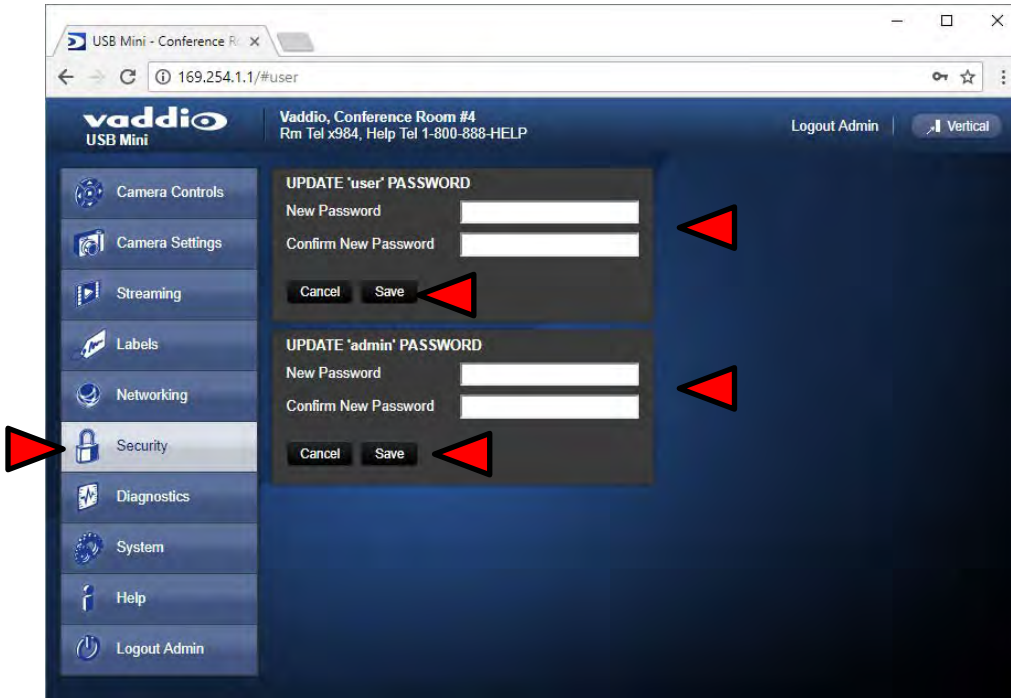 USB Mini - Conference R
169.254.1.1/#user
vaddio
USB Mini
Vaddio, Conference Room #4
Rm Tel x984, Help Tel 1-800-888-HELP
Logout Admin
Vertical
Camera Controls
Camera Settings
Streaming
Labels
Networking
Security
Diagnostics
System
Help
Logout Admin
UPDATE 'user' PASSWORD
New Password
Confirm New Password
Cancel Save
UPDATE 'admin' PASSWORD
New Password
Confirm New Password
Cancel Save